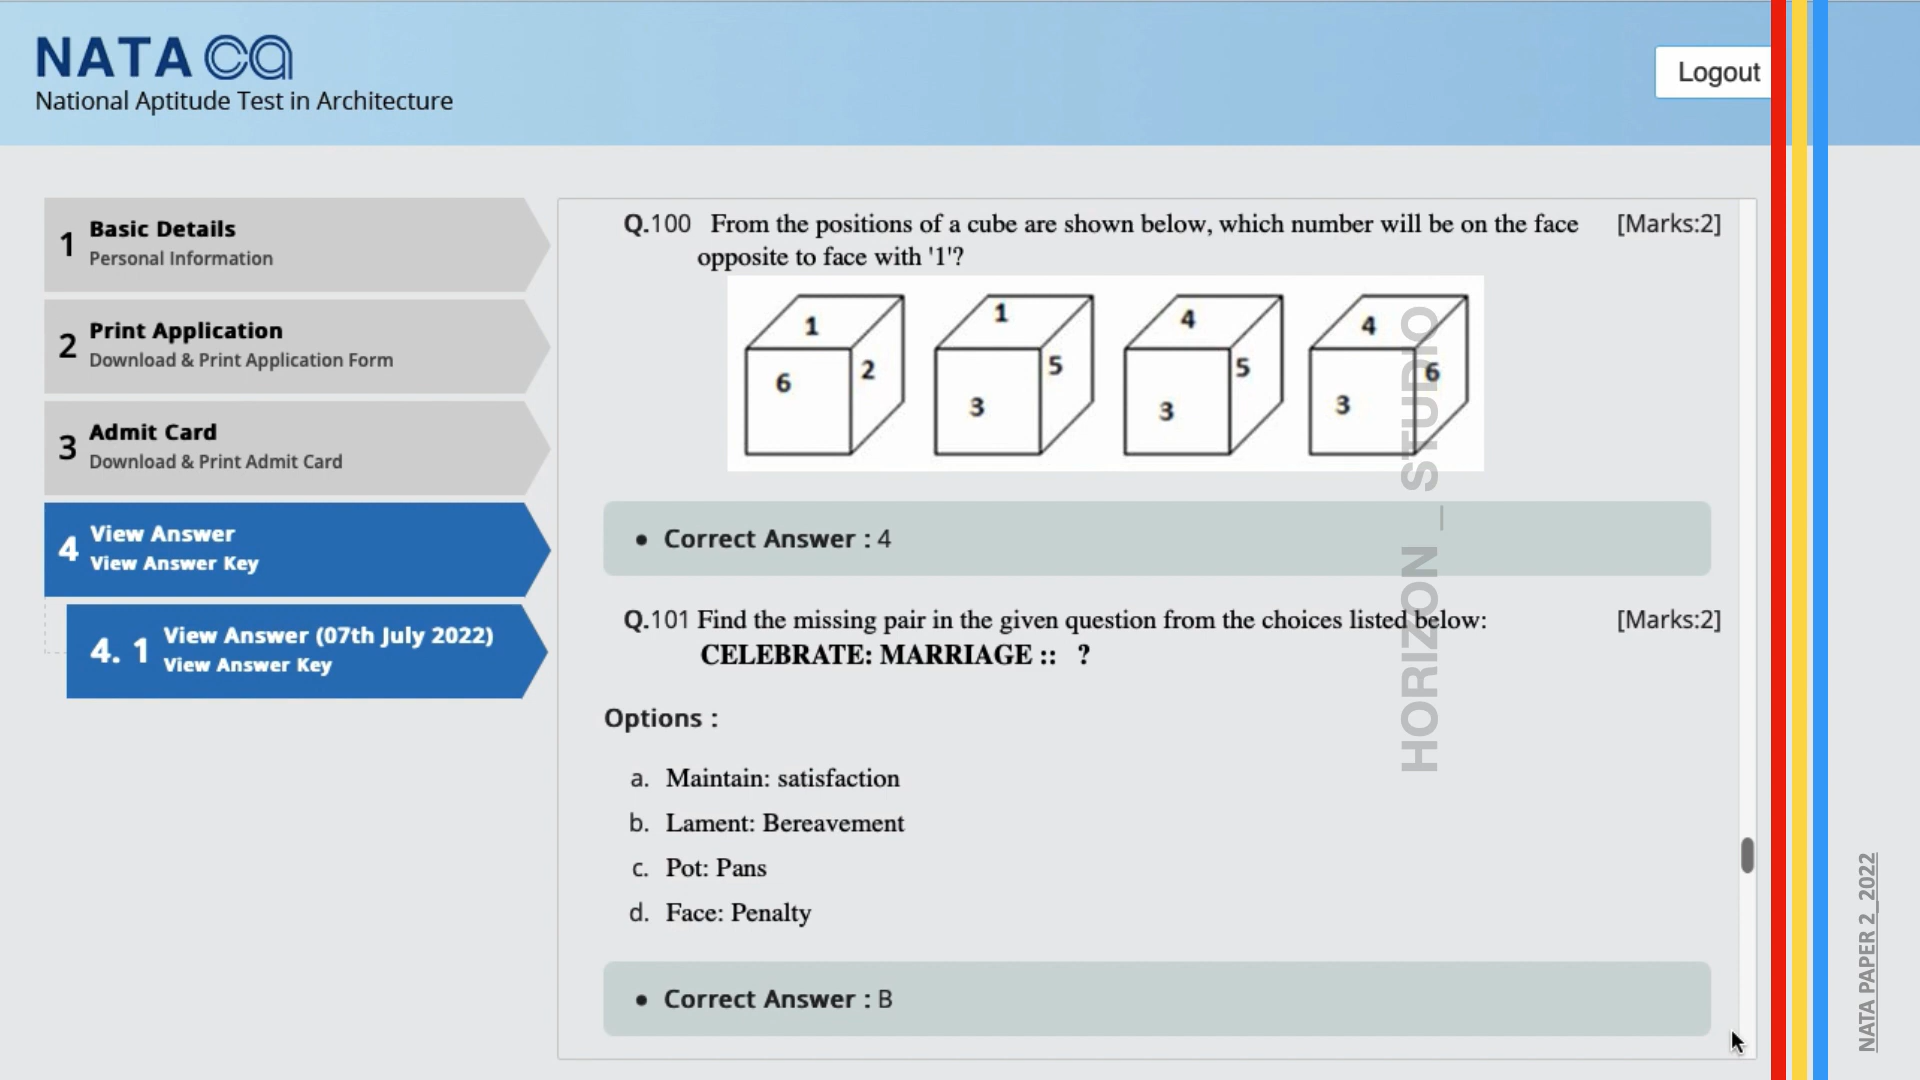 NATA ca
National Aptitude Test in Architecture
Logout
1 Basic Details
Personal Information
2 Print Application
Download & Print Application Form
3 Admit Card
Download & Print Admit Card
4 View Answer
View Answer Key
4. 1 View Answer (07th July 2022)
View Answer Key
Q.100 From the positions of a cube are shown below, which number will be on the face [Marks:2]
opposite to face with '1'?
1 6 2
1 3 5
4 3 5
4 3 6
• Correct Answer : 4
Q.101 Find the missing pair in the given question from the choices listed below: [Marks:2]
CELEBRATE: MARRIAGE :: ?
Options :
a. Maintain: satisfaction
b. Lament: Bereavement
c. Pot: Pans
d. Face: Penalty
• Correct Answer : B
HORIZON _ STUDIO
NATA PAPER 2_2022